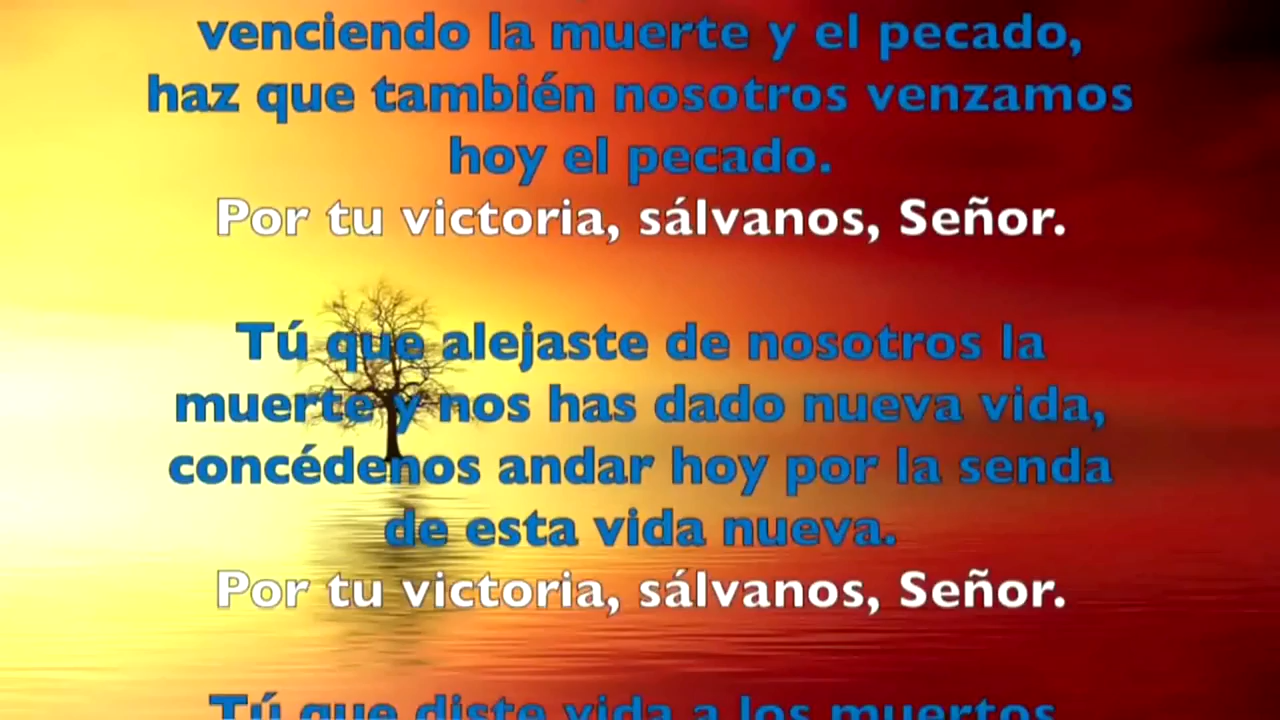 venciendo la muerte y el pecado,
haz que también nosotros venzamos
hoy el pecado.
Por tu victoria, sálvanos, Señor.
Tú que alejaste de nosotros la
muerte y nos has dado nueva vida,
concédenos andar hoy por la senda
de esta vida nueva.
Por tu victoria, sálvanos, Señor.
Tú que diste vida a los muertos